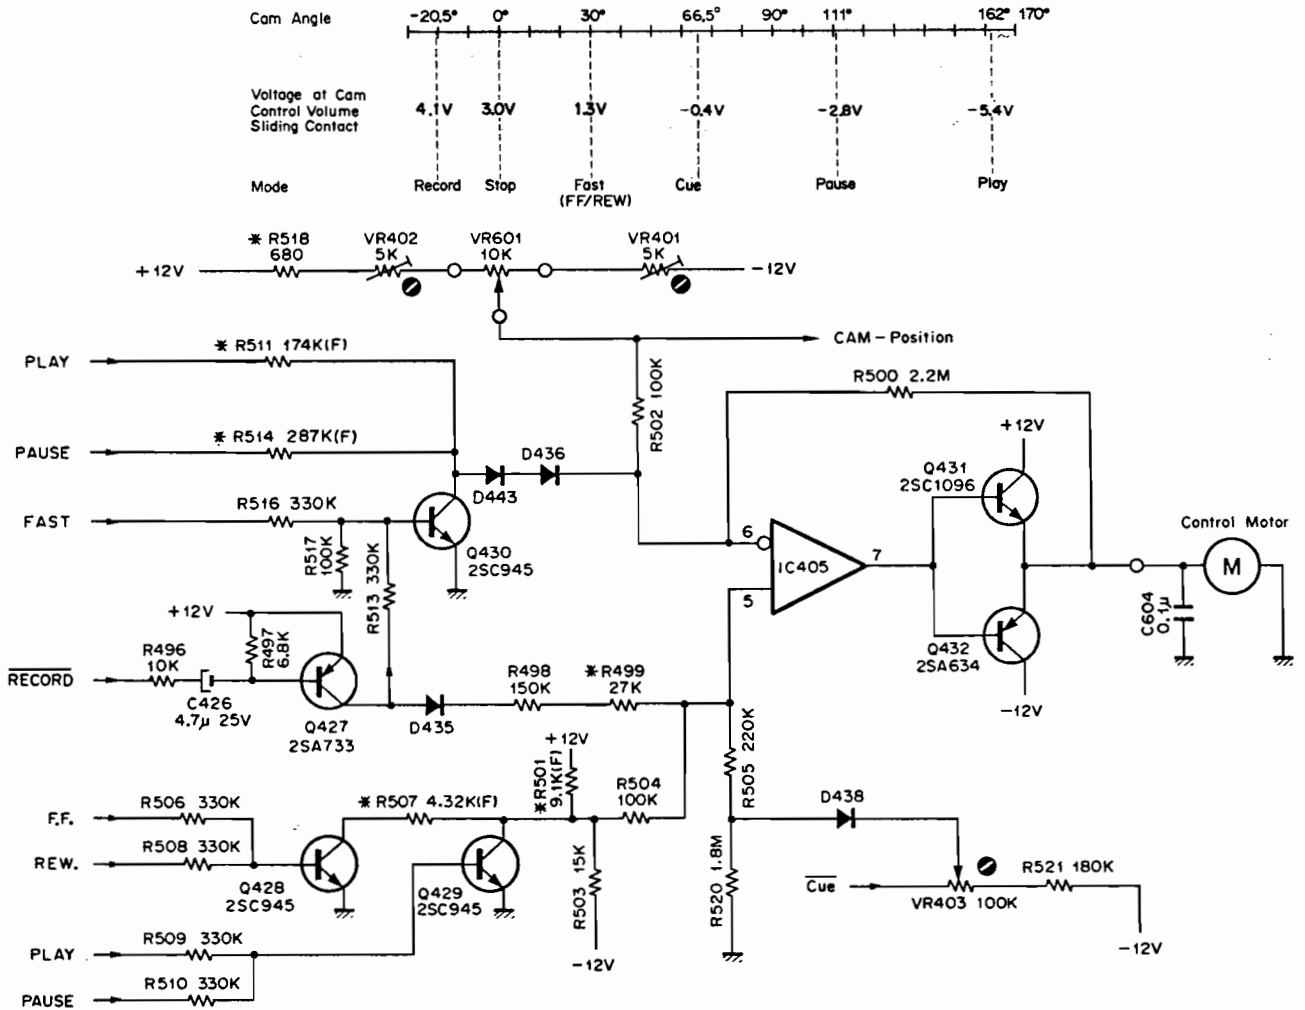 Cam Angle -20.5° 0° 30° 66.5° 90° 111° 162° 170°
Voltage at Cam
Control Volume 4.1V 3.0V 1.3V -0.4V -2.8V -5.4V
Sliding Contact
Mode Record Stop Fast Cue Pause Play
(FF/REW)
* R518 VR402 VR601 VR401
680 5K 10K 5K
+12V -12V
CAM-Position
PLAY * R511 174K(F)
R502 100K
R500 2.2M
PAUSE * R514 287K(F)
D436
D443
+12V
Q431
2SC1096
FAST R516 330K
R517
100K
R513 330K
Q430
2SC945
6
5
7
IC405
Control Motor
M
C604
0.1µ
Q432
2SA634
-12V
+12V
R497
6.8K
RECORD
R496
10K
C426
4.7µ 25V
Q427
2SA733
D435
R498
150K
* R499
27K
+12V
* R501
9.1K(F)
R504
100K
R505 220K
F.F. R506 330K
* R507 4.32K(F)
D438
REW. R508 330K
Q428
2SC945
Q429
2SC945
R503 15K
-12V
R520 1.8M
Cue
VR403 100K
R521 180K
-12V
PLAY R509 330K
PAUSE R510 330K